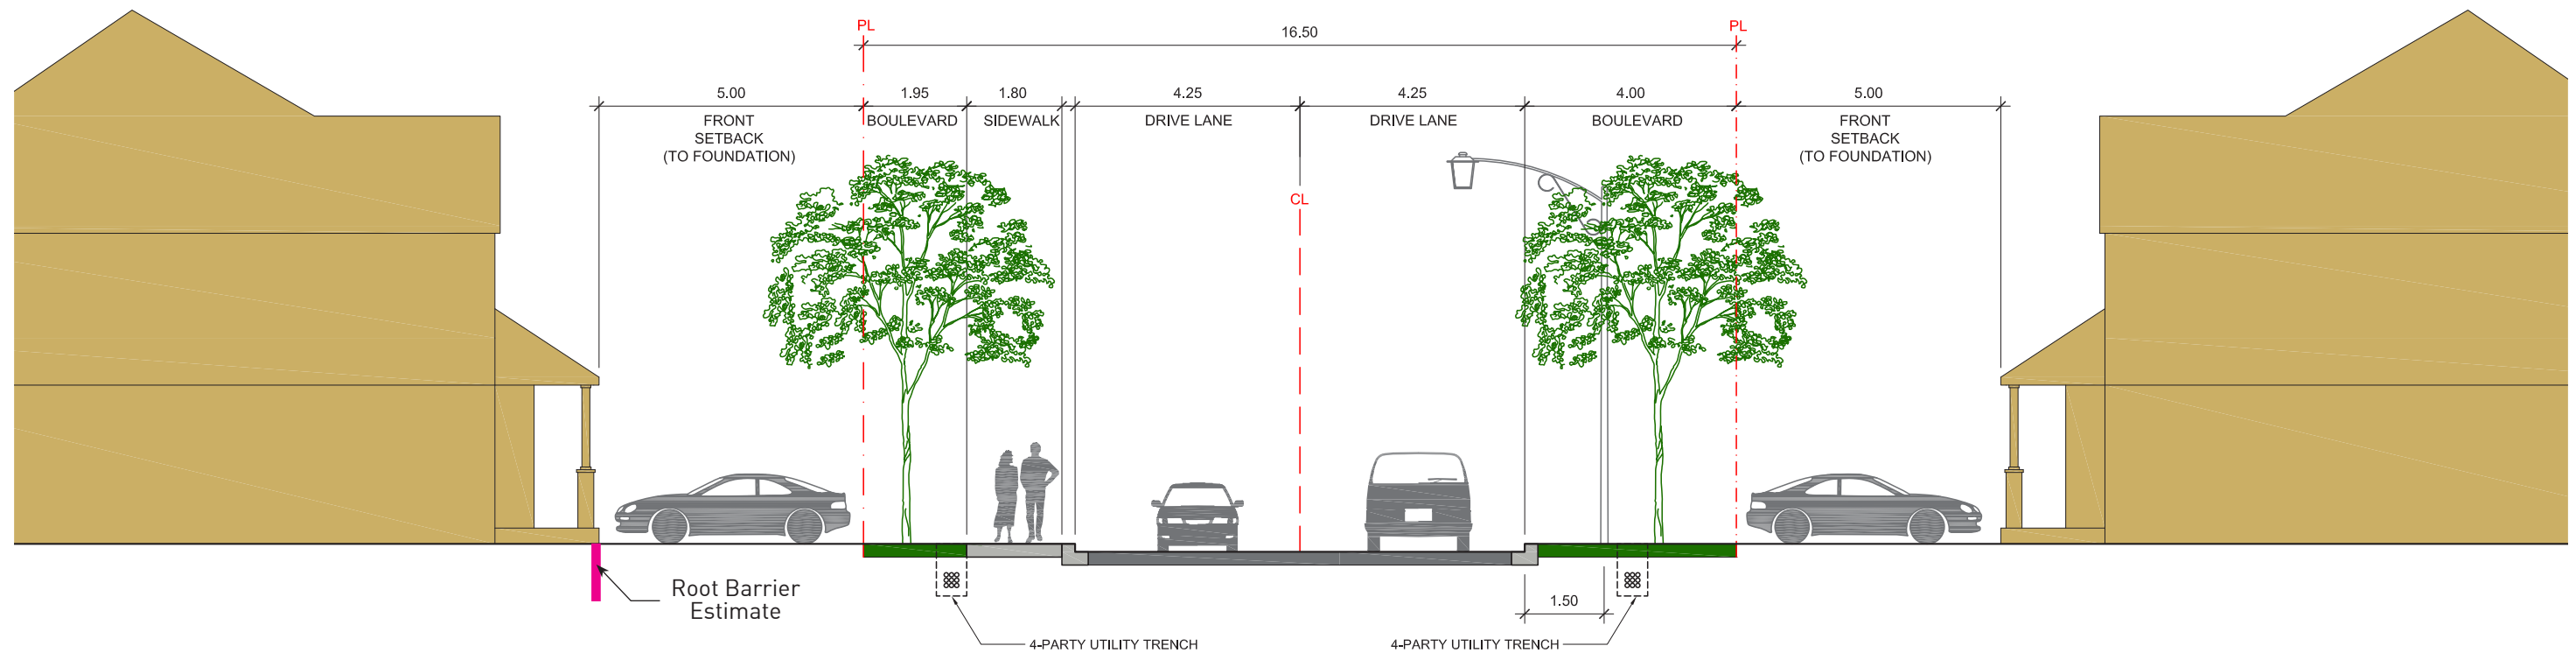 PL
PL
16.50
5.00
1.95
1.80
4.25
4.25
4.00
5.00
FRONT
SETBACK
(TO FOUNDATION)
BOULEVARD
SIDEWALK
DRIVE LANE
DRIVE LANE
BOULEVARD
FRONT
SETBACK
(TO FOUNDATION)
CL
Root Barrier
Estimate
1.50
4-PARTY UTILITY TRENCH
4-PARTY UTILITY TRENCH